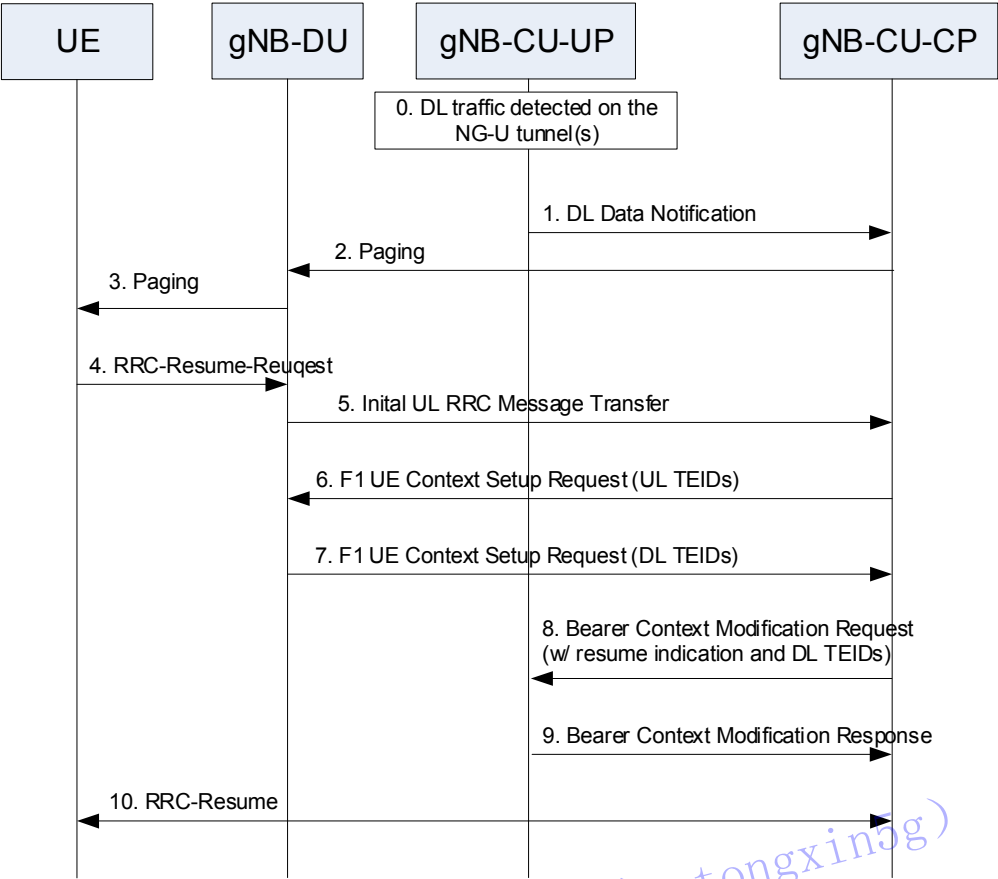 UE
gNB-DU
gNB-CU-UP
gNB-CU-CP
0. DL traffic detected on the
NG-U tunnel(s)
1. DL Data Notification
2. Paging
3. Paging
4. RRC-Resume-Reuqest
5. Inital UL RRC Message Transfer
6. F1 UE Context Setup Request (UL TEIDs)
7. F1 UE Context Setup Request (DL TEIDs)
8. Bearer Context Modification Request
(w/ resume indication and DL TEIDs)
9. Bearer Context Modification Response
10. RRC-Resume